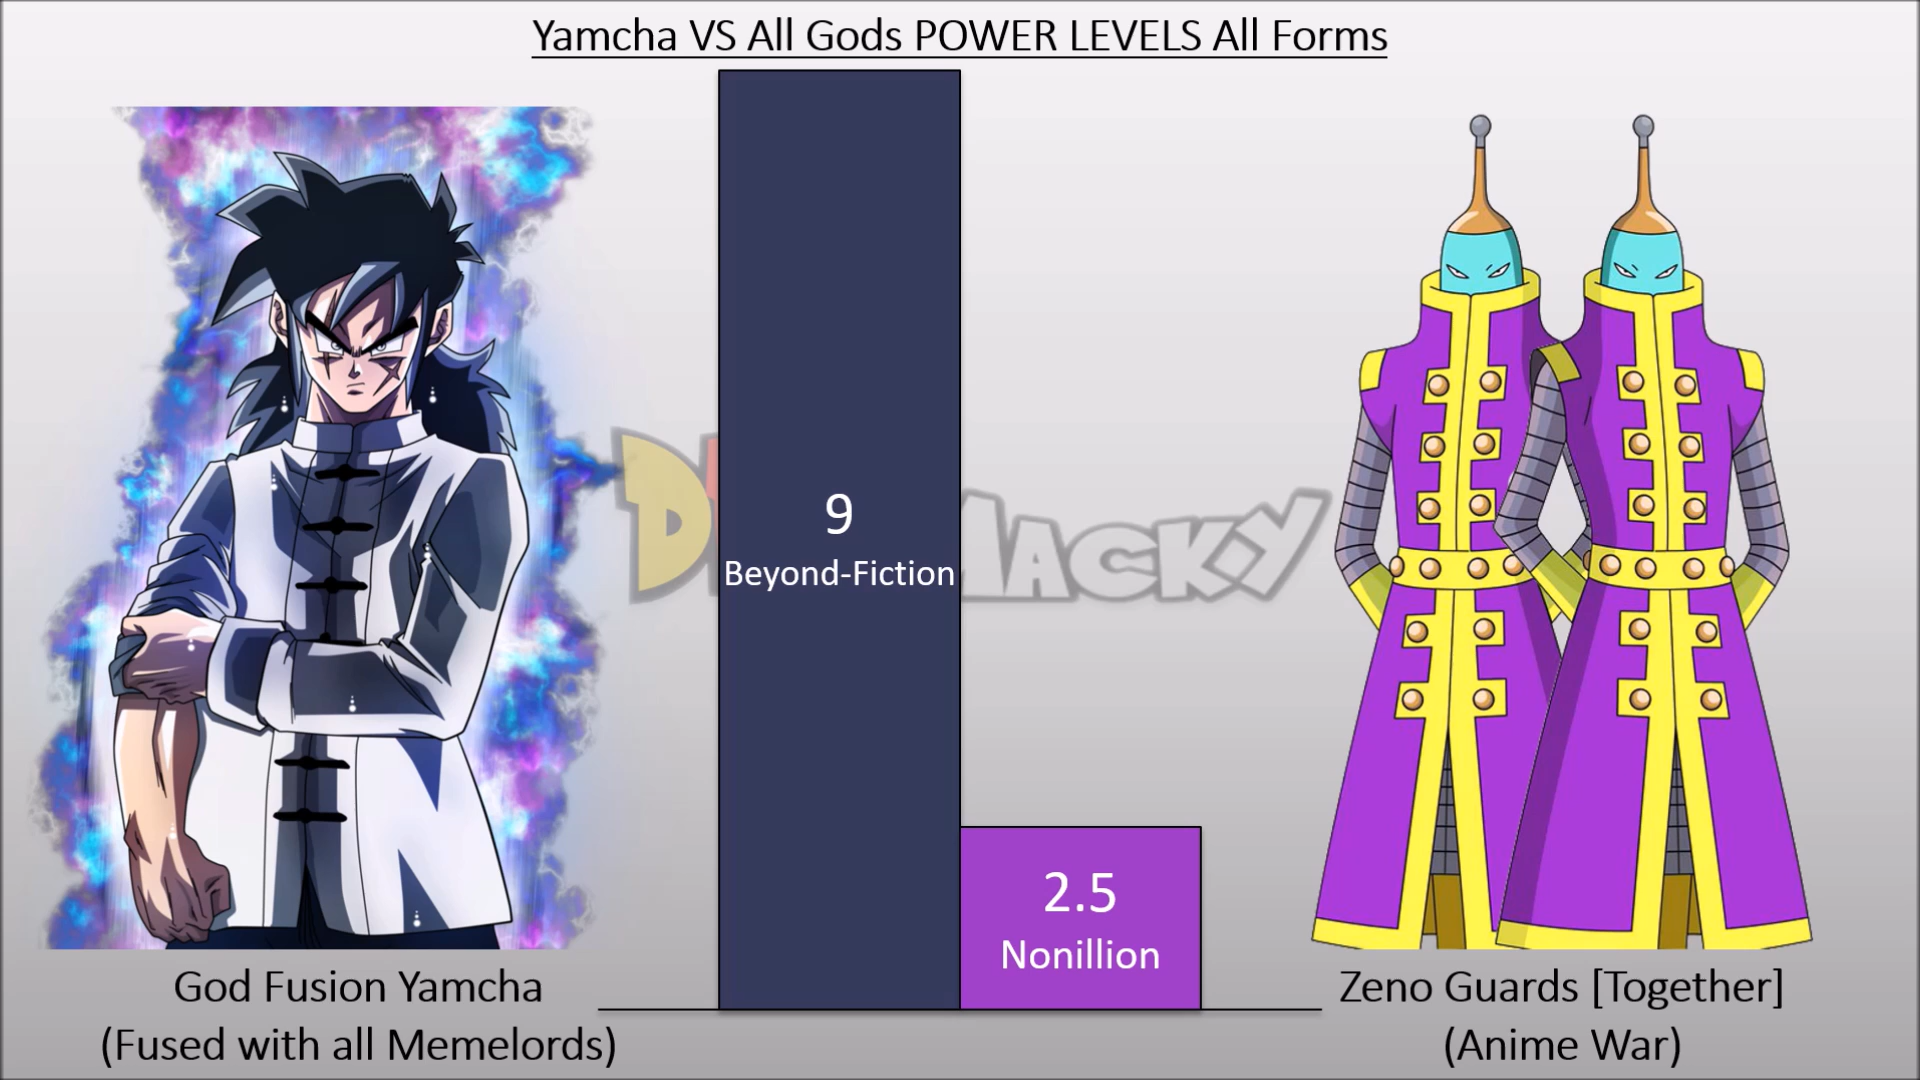 Yamcha VS All Gods POWER LEVELS All Forms
9
Beyond-Fiction
2.5
Nonillion
God Fusion Yamcha
(Fused with all Memelords)
Zeno Guards [Together]
(Anime War)